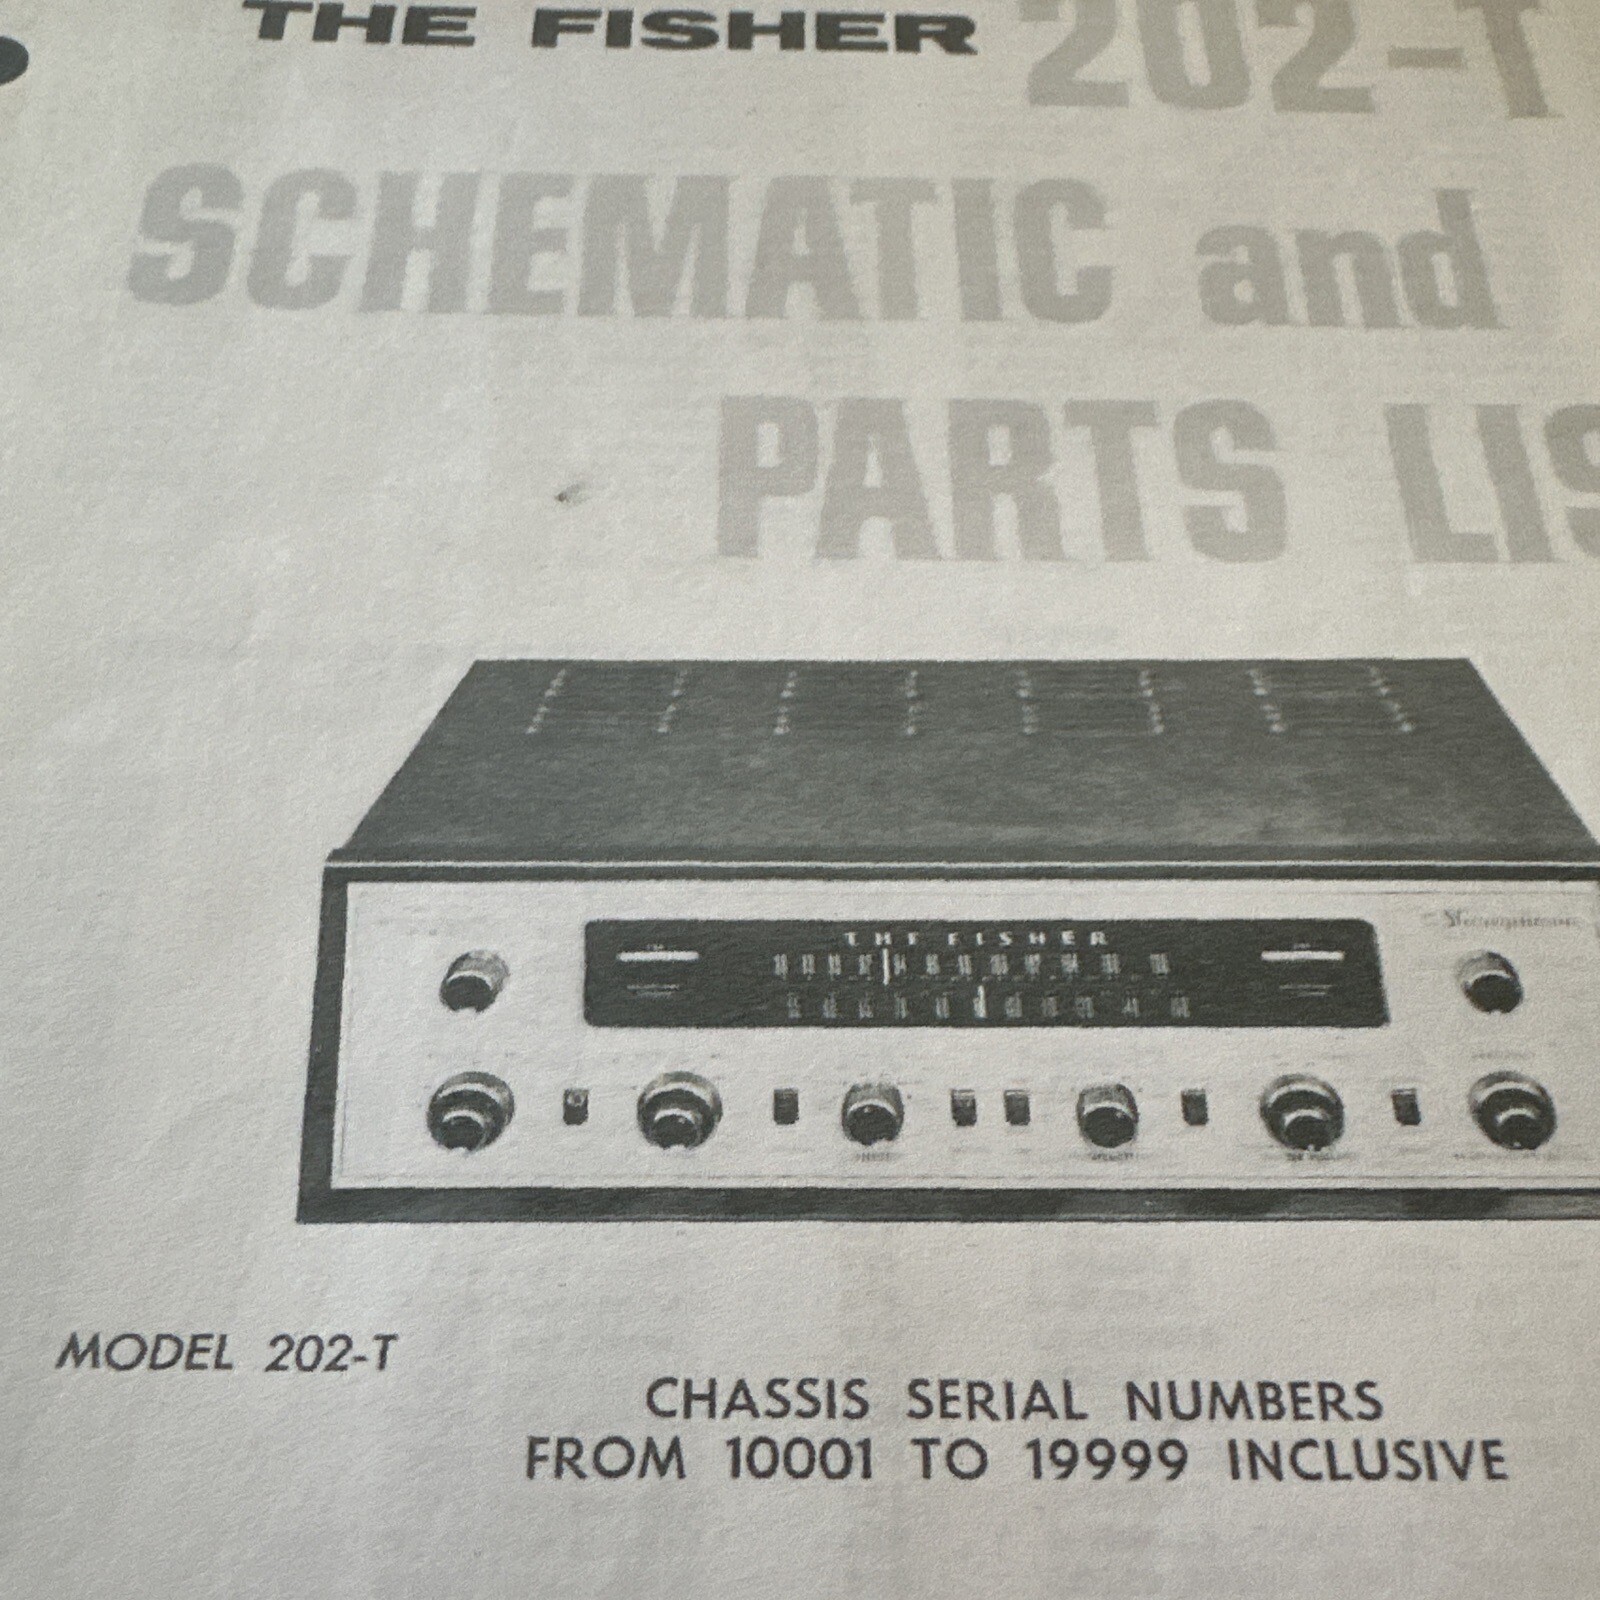 THE FISHER 202-T
SCHEMATIC and
PARTS LIS
THE FISHER
MODEL 202-T
CHASSIS SERIAL NUMBERS
FROM 10001 TO 19999 INCLUSIVE